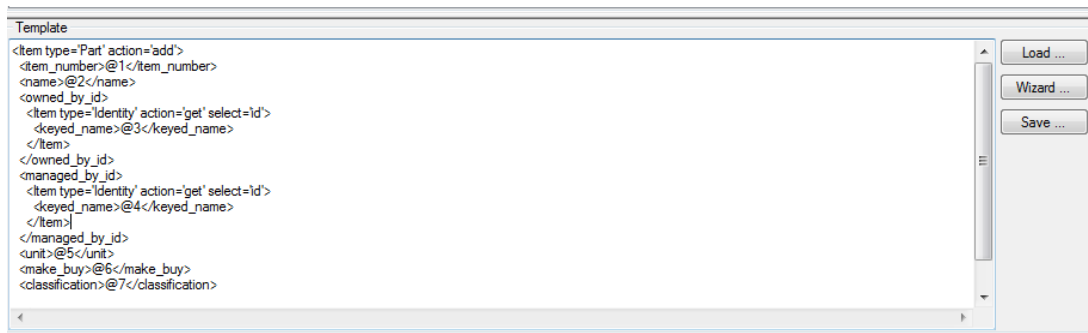 Template
<Item type='Part' action='add'>
<item_number>@1</item_number>
<name>@2</name>
<owned_by_id>
<Item type='Identity' action='get' select='id'>
<keyed_name>@3</keyed_name>
</Item>
</owned_by_id>
<managed_by_id>
<Item type='Identity' action='get' select='id'>
<keyed_name>@4</keyed_name>
</Item>
</managed_by_id>
<unit>@5</unit>
<make_buy>@6</make_buy>
<classification>@7</classification>
Load ...
Wizard ...
Save ...